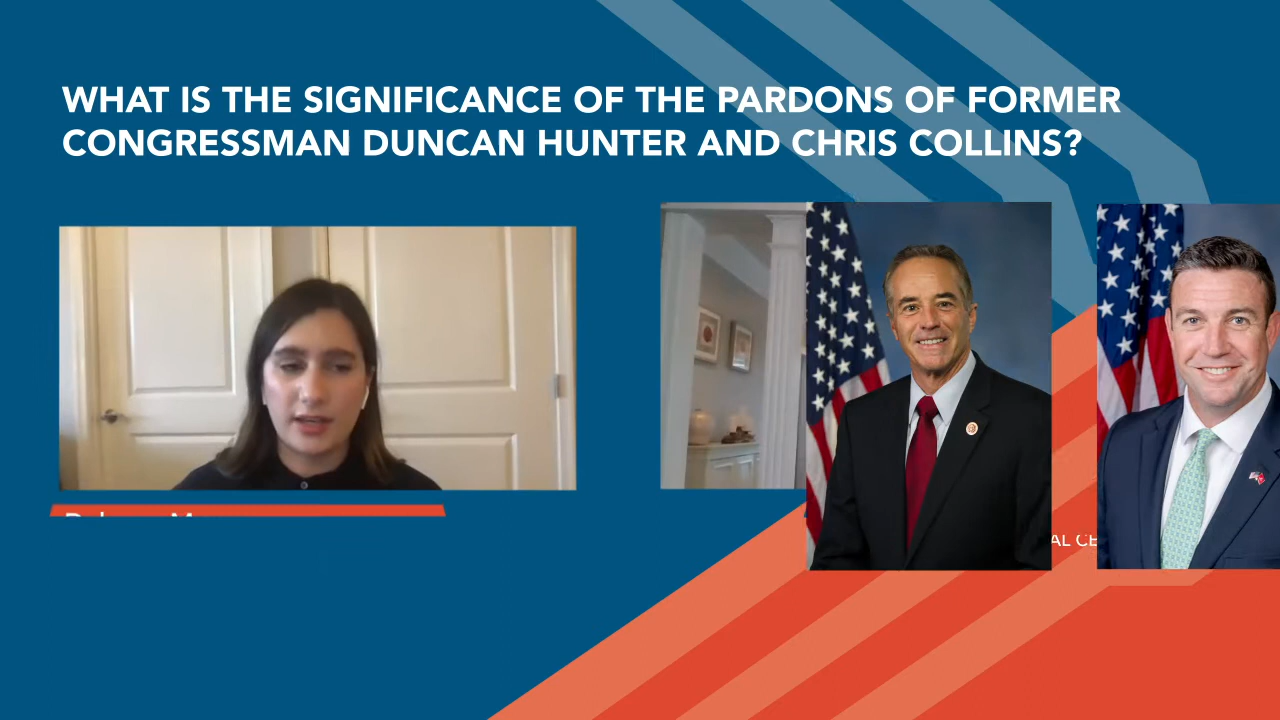 WHAT IS THE SIGNIFICANCE OF THE PARDONS OF FORMER
CONGRESSMAN DUNCAN HUNTER AND CHRIS COLLINS?